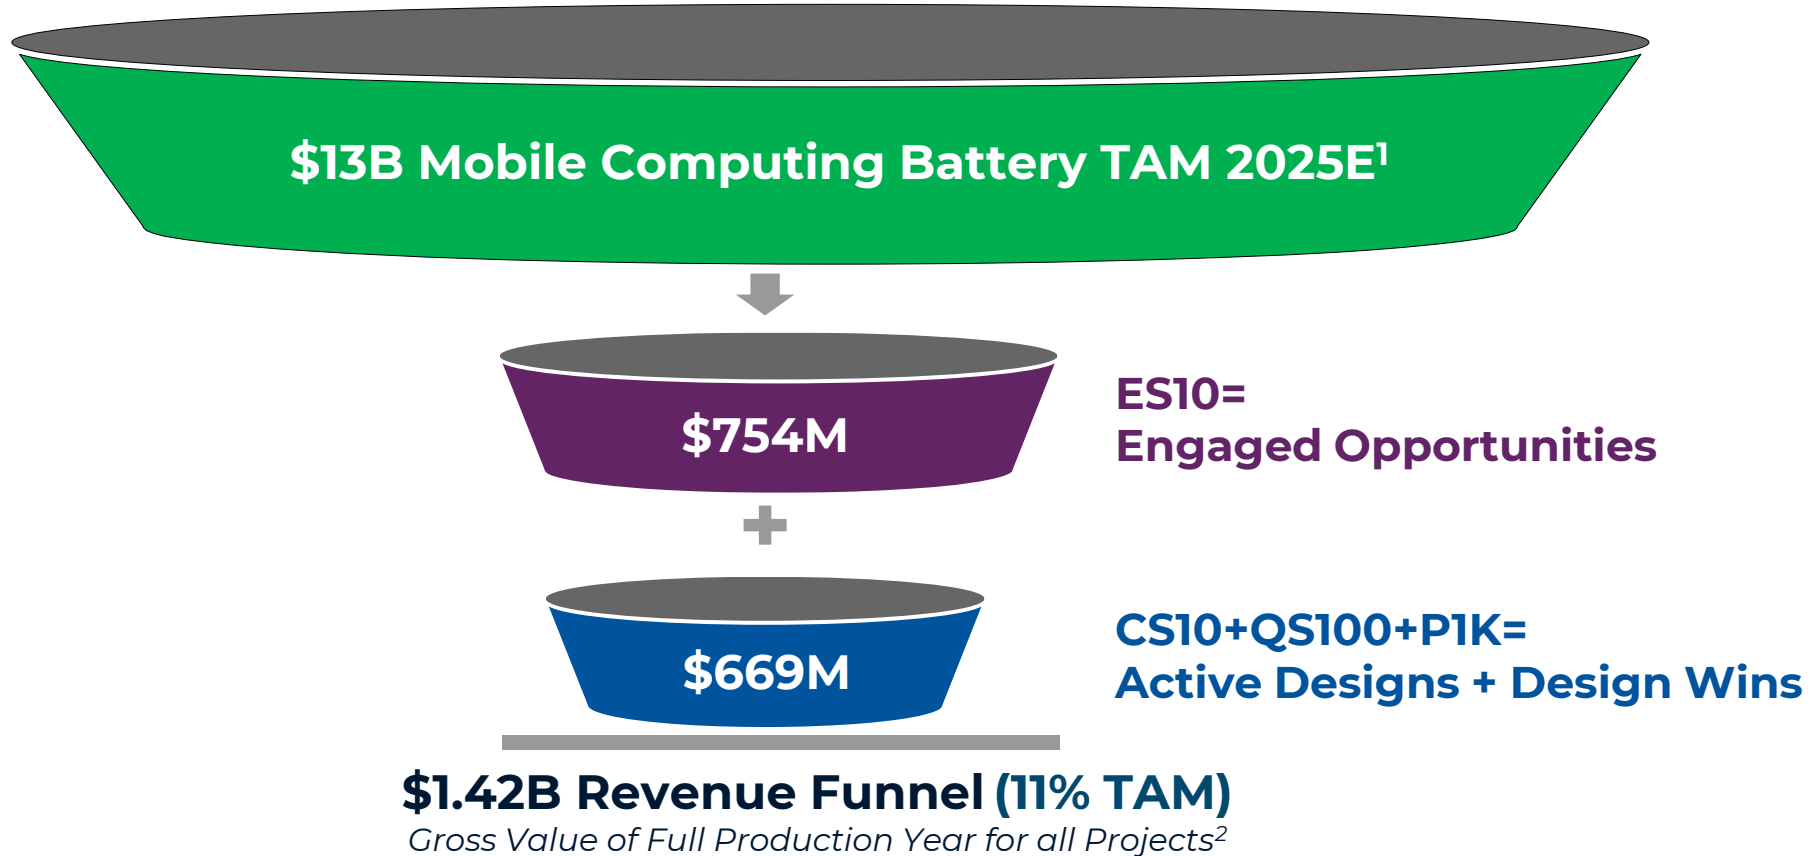 $13B Mobile Computing Battery TAM 2025E¹
$754M
ES10=
Engaged Opportunities
$669M
CS10+QS100+P1K=
Active Designs + Design Wins
$1.42B Revenue Funnel (11% TAM)
Gross Value of Full Production Year for all Projects²